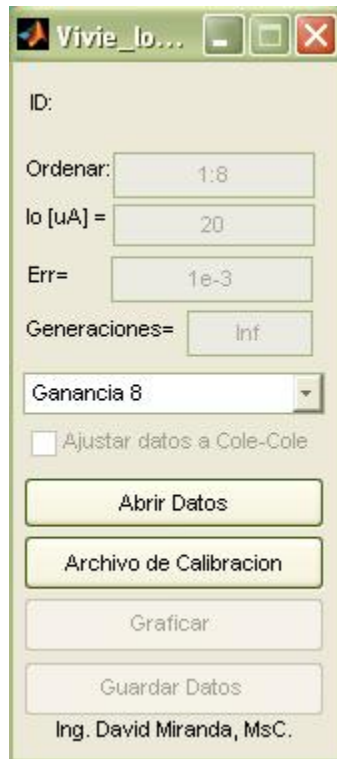 Vivie_lo...
ID:
Ordenar: 1:8
Io [uA] = 20
Err= 1e-3
Generaciones= Inf
Ganancia 8
Ajustar datos a Cole-Cole
Abrir Datos
Archivo de Calibracion
Graficar
Guardar Datos
Ing. David Miranda, MsC.